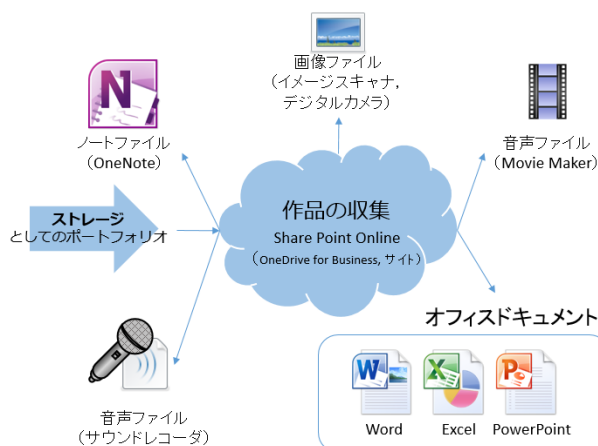 画像ファイル
（イメージスキャナ,
デジタルカメラ）
N
ノートファイル
（OneNote）
音声ファイル
（Movie Maker）
作品の収集
Share Point Online
（OneDrive for Business, サイト）
ストレージ
としてのポートフォリオ
音声ファイル
（サウンドレコーダ）
オフィスドキュメント
W
X
P
Word
Excel
PowerPoint